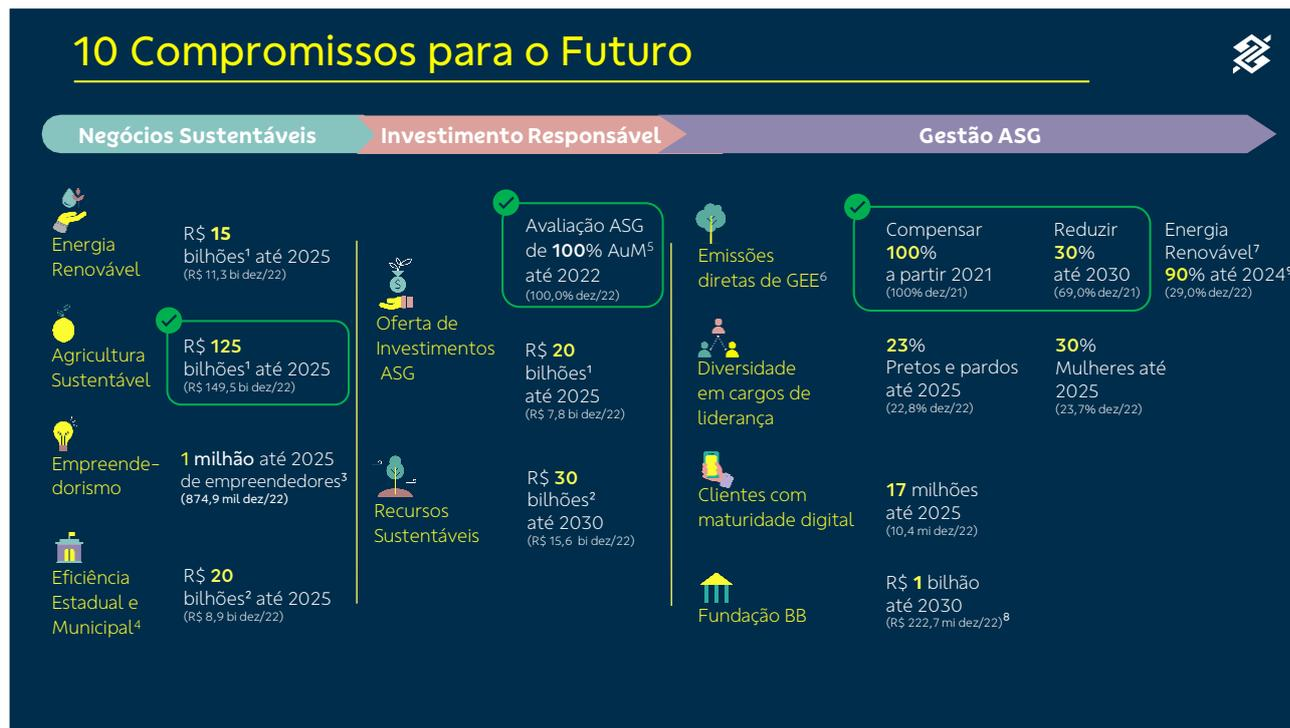 10 Compromissos para o Futuro
Negócios Sustentáveis
Investimento Responsável
Gestão ASG
Energia
Renovável
R$ 15
bilhões¹ até 2025
(R$ 11,3 bi dez/22)
Agricultura
Sustentável
R$ 125
bilhões¹ até 2025
(R$ 149,5 bi dez/22)
Empreende-
dorismo
1 milhão até 2025
de empreendedores³
(874,9 mil dez/22)
Eficiência
Estadual e
Municipal⁴
R$ 20
bilhões² até 2025
(R$ 8,9 bi dez/22)
Oferta de
Investimentos
ASG
Avaliação ASG
de 100% AuM⁵
até 2022
(100,0% dez/22)
R$ 20
bilhões¹
até 2025
(R$ 7,8 bi dez/22)
Recursos
Sustentáveis
R$ 30
bilhões²
até 2030
(R$ 15,6 bi dez/22)
Emissões
diretas de GEE⁶
Compensar
100%
a partir 2021
(100% dez/21)
Reduzir
30%
até 2030
(69,0% dez/21)
Energia
Renovável⁷
90% até 2024⁹
(29,0% dez/22)
Diversidade
em cargos de
liderança
23%
Pretos e pardos
até 2025
(22,8% dez/22)
30%
Mulheres até
2025
(23,7% dez/22)
Clientes com
maturidade digital
17 milhões
até 2025
(10,4 mi dez/22)
Fundação BB
R$ 1 bilhão
até 2030
(R$ 222,7 mi dez/22)⁸